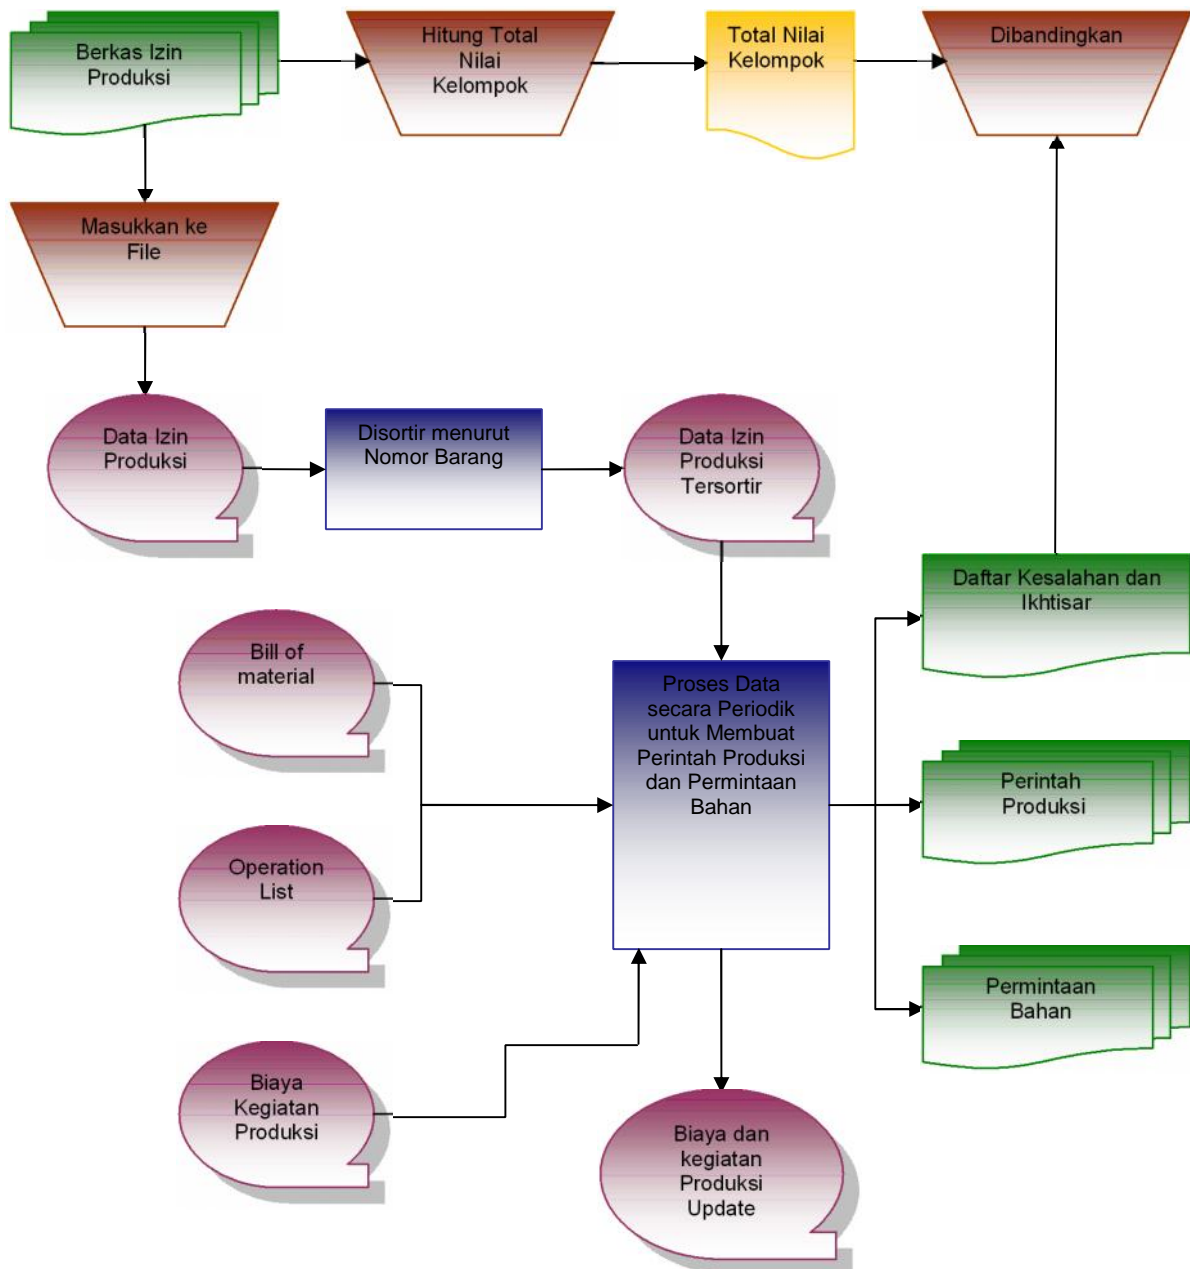 Berkas Izin
Produksi
Hitung Total
Nilai
Kelompok
Total Nilai
Kelompok
Dibandingkan
Masukkan ke
File
Data Izin
Produksi
Disortir menurut
Nomor Barang
Data Izin
Produksi
Tersortir
Daftar Kesalahan dan
Ikhtisar
Bill of
material
Proses Data
secara Periodik
untuk Membuat
Perintah Produksi
dan Permintaan
Bahan
Perintah
Produksi
Operation
List
Permintaan
Bahan
Biaya
Kegiatan
Produksi
Biaya dan
kegiatan
Produksi
Update